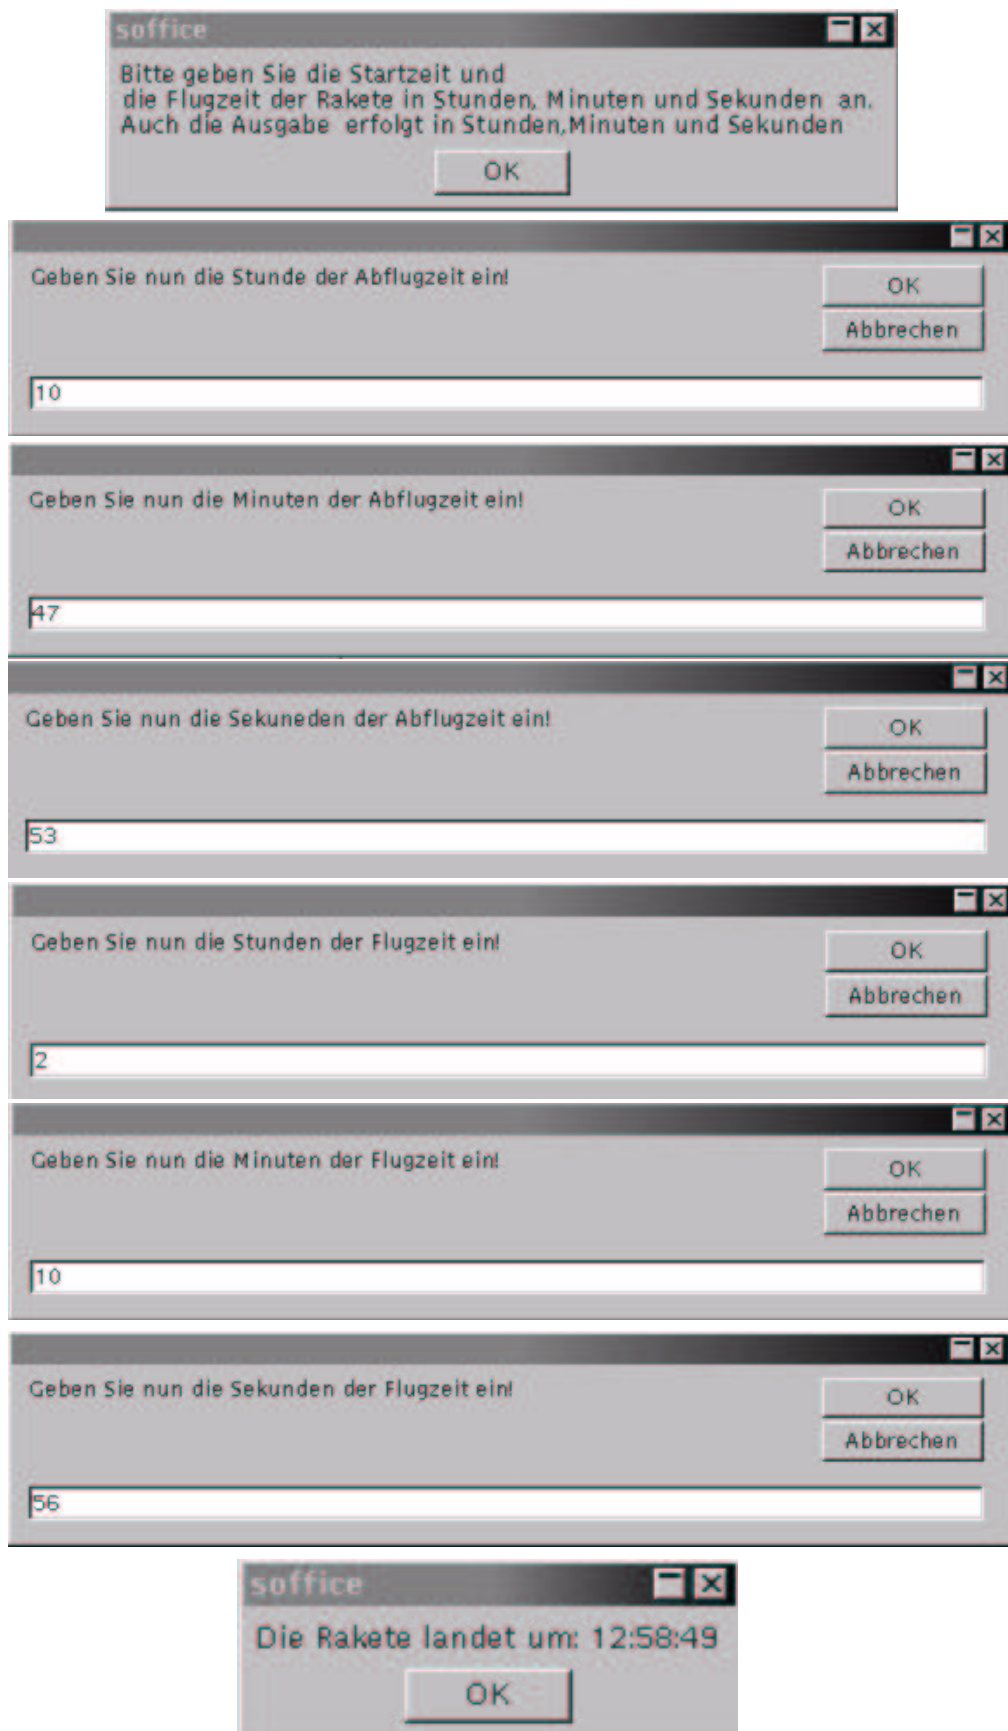 soffice
Bitte geben Sie die Startzeit und
die Flugzeit der Rakete in Stunden, Minuten und Sekunden an.
Auch die Ausgabe erfolgt in Stunden,Minuten und Sekunden
OK
Geben Sie nun die Stunde der Abflugzeit ein!
OK
Abbrechen
10
Geben Sie nun die Minuten der Abflugzeit ein!
OK
Abbrechen
47
Geben Sie nun die Sekuneden der Abflugzeit ein!
OK
Abbrechen
53
Geben Sie nun die Stunden der Flugzeit ein!
OK
Abbrechen
2
Geben Sie nun die Minuten der Flugzeit ein!
OK
Abbrechen
10
Geben Sie nun die Sekunden der Flugzeit ein!
OK
Abbrechen
56
soffice
Die Rakete landet um: 12:58:49
OK